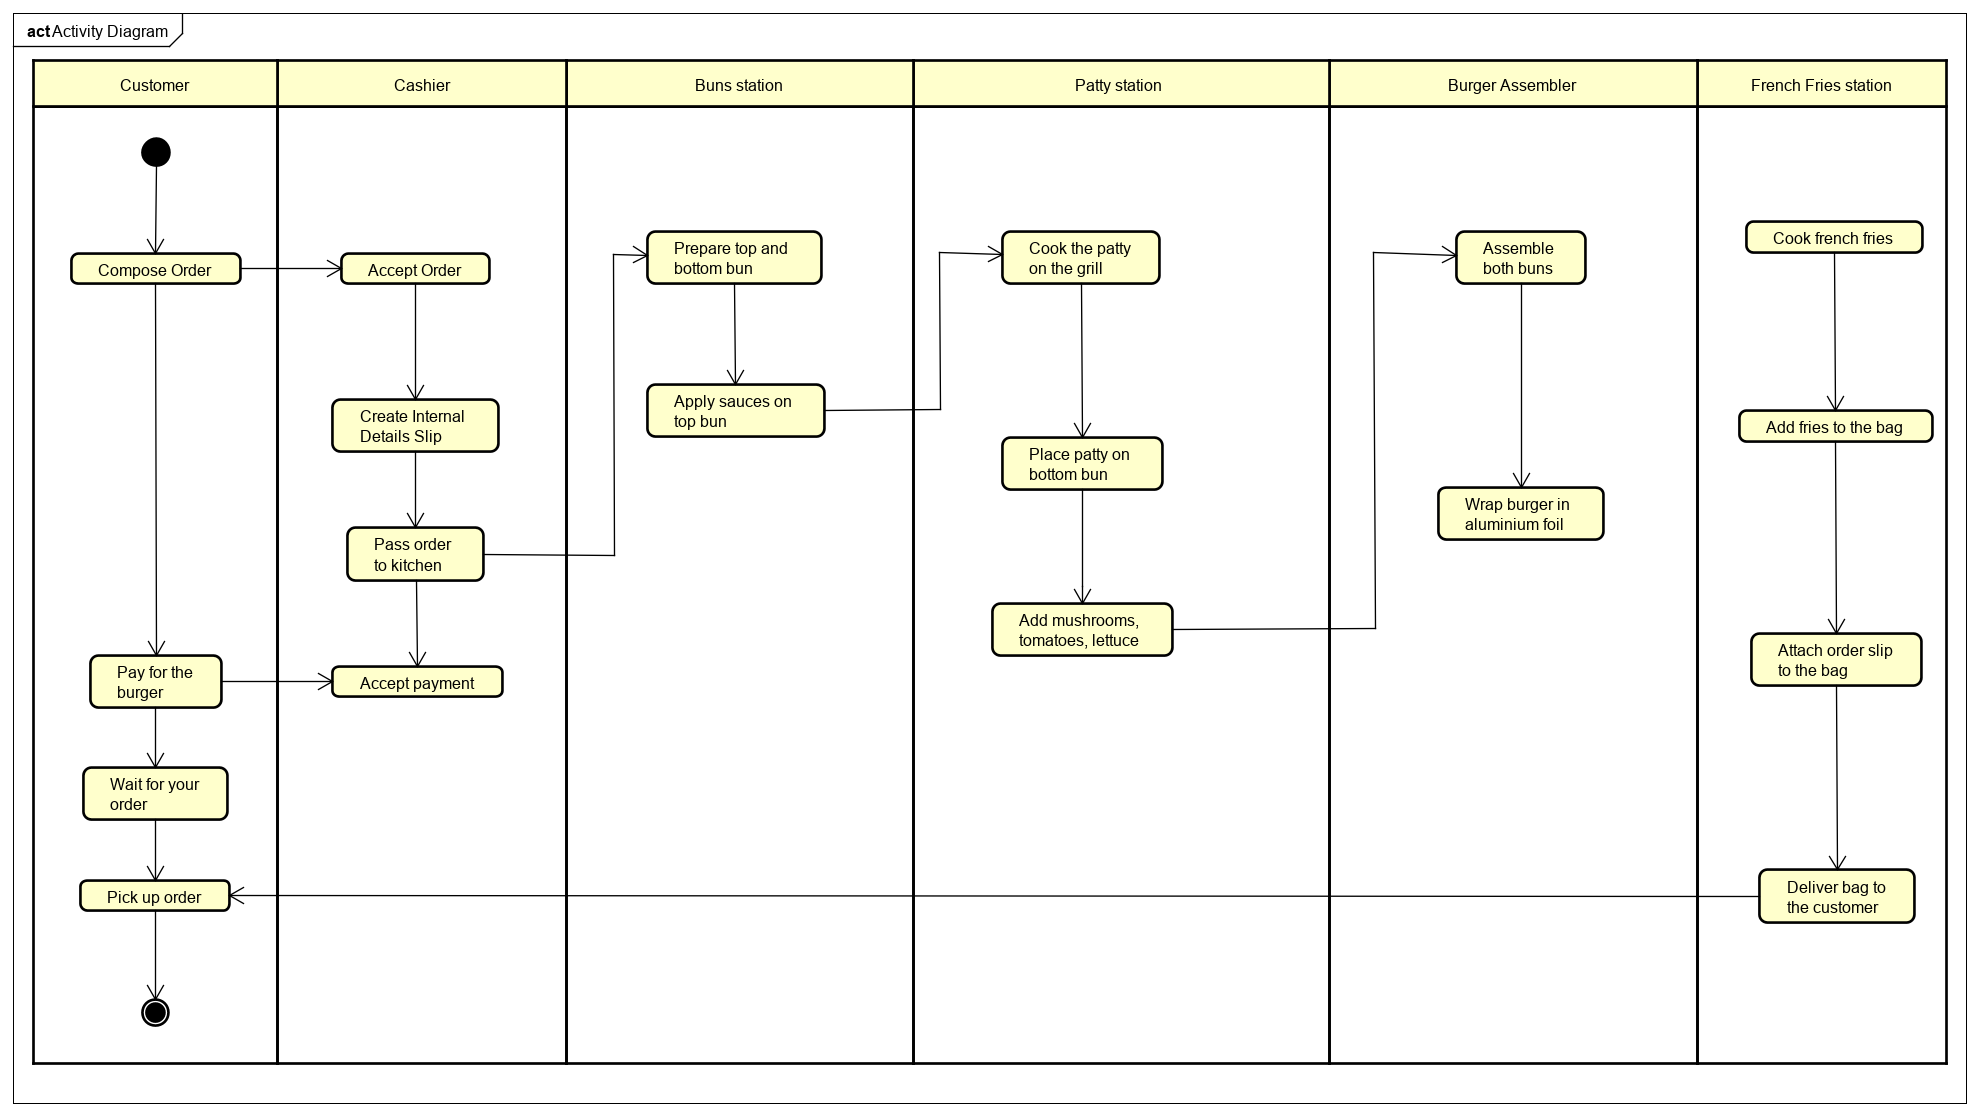 act Activity Diagram
Customer
Cashier
Buns station
Patty station
Burger Assembler
French Fries station
Compose Order
Pay for the
burger
Wait for your
order
Pick up order
Accept Order
Create Internal
Details Slip
Pass order
to kitchen
Accept payment
Prepare top and
bottom bun
Apply sauces on
top bun
Cook the patty
on the grill
Place patty on
bottom bun
Add mushrooms,
tomatoes, lettuce
Assemble
both buns
Wrap burger in
aluminium foil
Cook french fries
Add fries to the bag
Attach order slip
to the bag
Deliver bag to
the customer